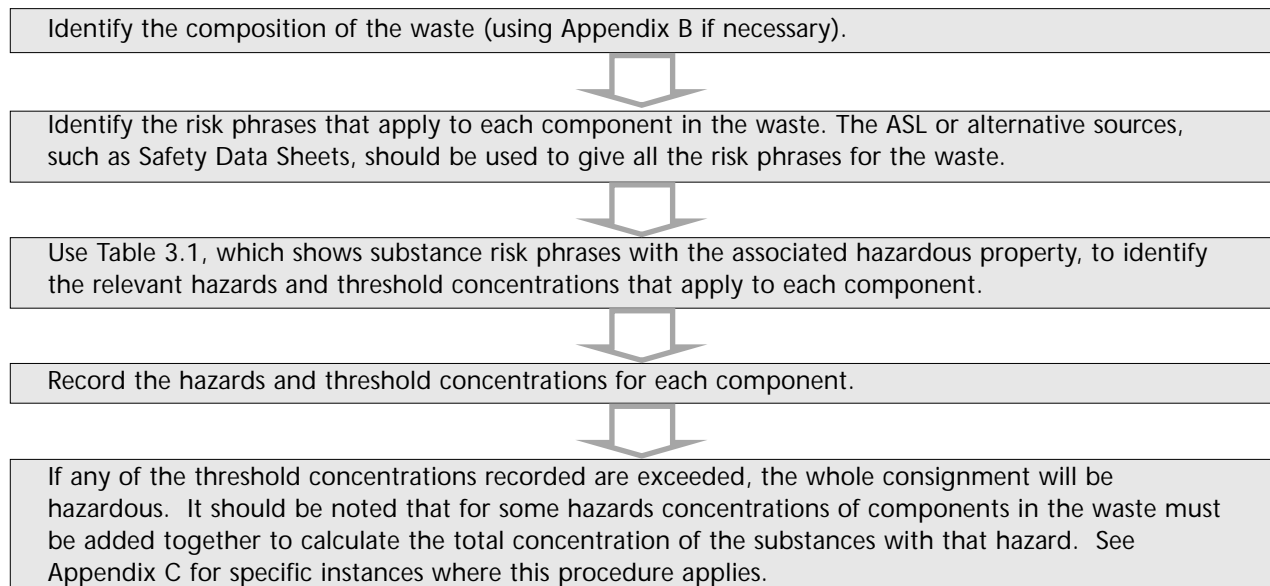 Identify the composition of the waste (using Appendix B if necessary).
Identify the risk phrases that apply to each component in the waste. The ASL or alternative sources,
such as Safety Data Sheets, should be used to give all the risk phrases for the waste.
Use Table 3.1, which shows substance risk phrases with the associated hazardous property, to identify
the relevant hazards and threshold concentrations that apply to each component.
Record the hazards and threshold concentrations for each component.
If any of the threshold concentrations recorded are exceeded, the whole consignment will be
hazardous. It should be noted that for some hazards concentrations of components in the waste must
be added together to calculate the total concentration of the substances with that hazard. See
Appendix C for specific instances where this procedure applies.